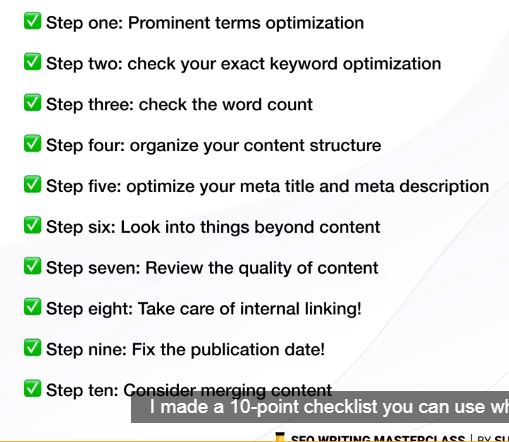 ✅ Step one: Prominent terms optimization
✅ Step two: check your exact keyword optimization
✅ Step three: check the word count
✅ Step four: organize your content structure
✅ Step five: optimize your meta title and meta description
✅ Step six: Look into things beyond content
✅ Step seven: Review the quality of content
✅ Step eight: Take care of internal linking!
✅ Step nine: Fix the publication date!
✅ Step ten: Consider merging content
I made a 10-point checklist you can use wh
SEO WRITING MASTERCLASS | BY SU